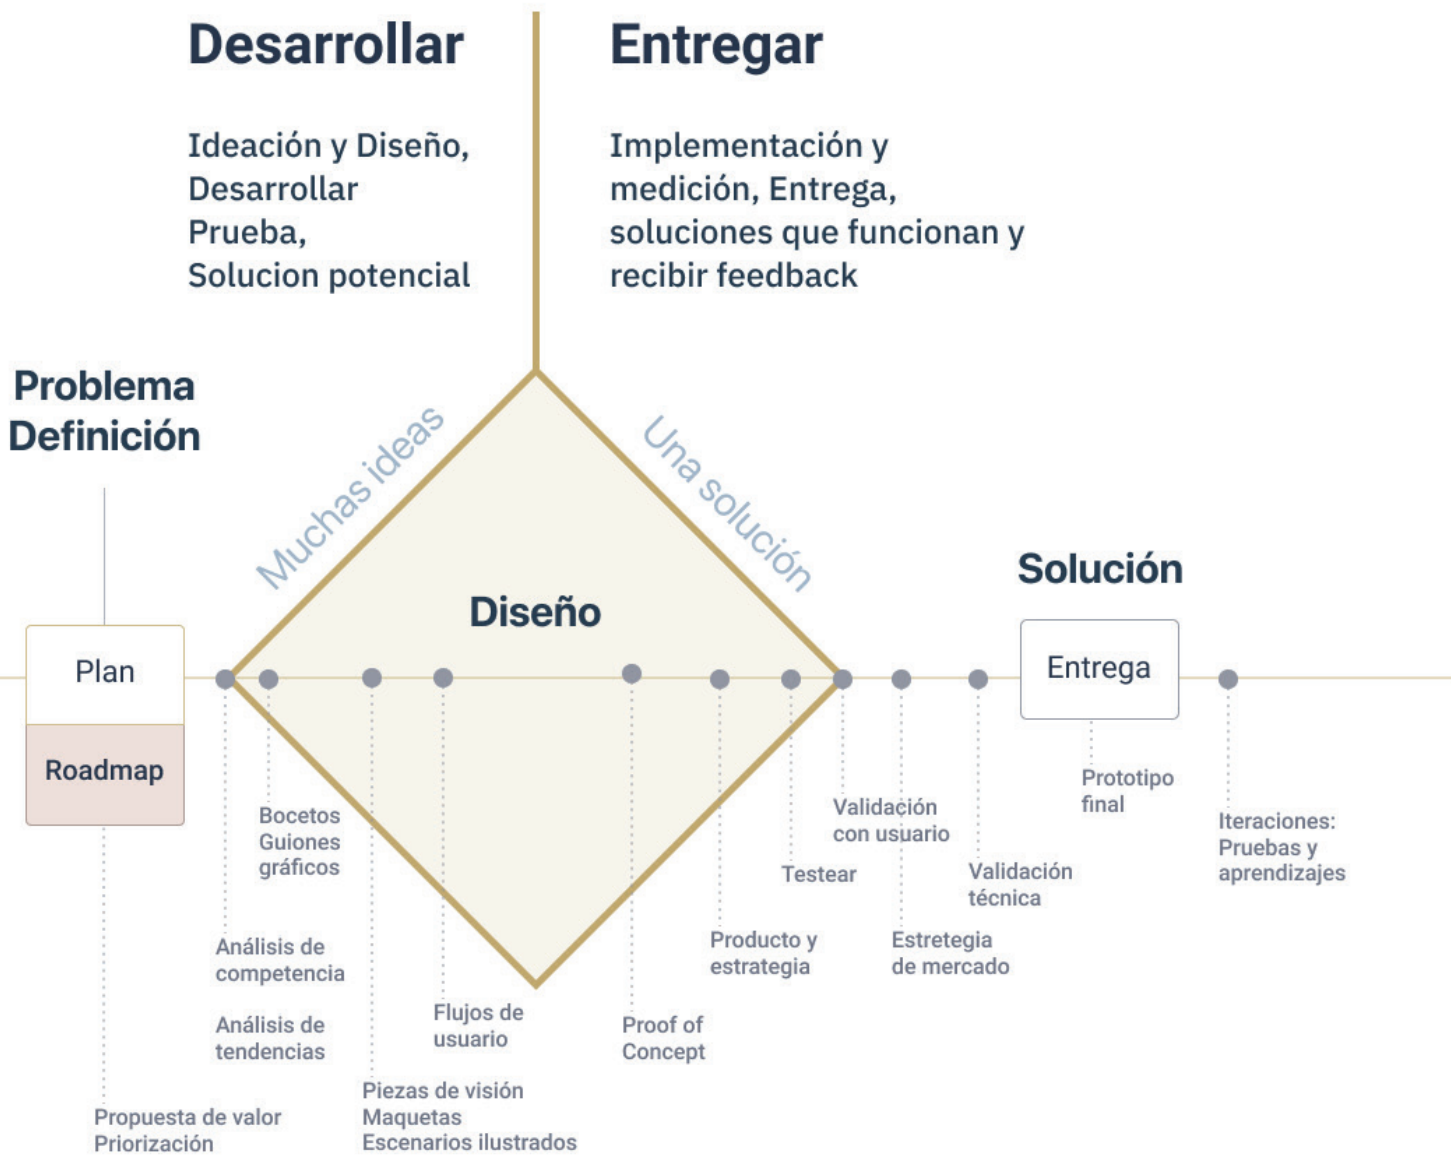 Desarrollar
Ideación y Diseño,
Desarrollar
Prueba,
Solucion potencial
Entregar
Implementación y
medición, Entrega,
soluciones que funcionan y
recibir feedback
Problema
Definición
Muchas ideas
Una solución
Diseño
Solución
Plan
Roadmap
Entrega
Propuesta de valor
Priorización
Análisis de
competencia
Análisis de
tendencias
Bocetos
Guiones
gráficos
Piezas de visión
Maquetas
Escenarios ilustrados
Flujos de
usuario
Proof of
Concept
Producto y
estrategia
Testear
Validación
con usuario
Estretegia
de mercado
Validación
técnica
Prototipo
final
Iteraciones:
Pruebas y
aprendizajes